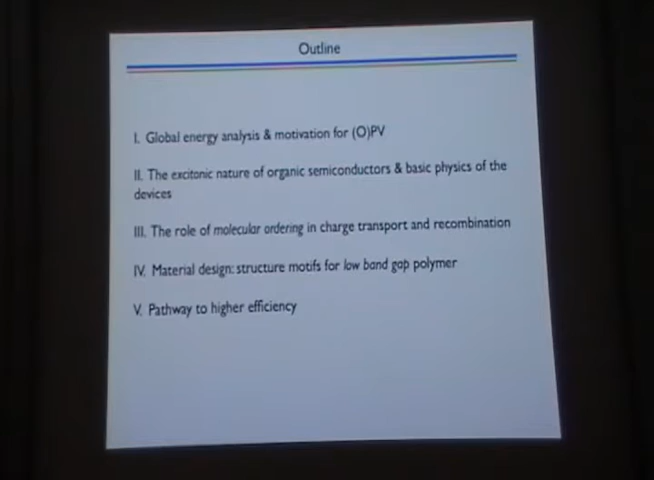 Outline
I. Global energy analysis & motivation for (O)PV
II. The excitonic nature of organic semiconductors & basic physics of the
devices
III. The role of molecular ordering in charge transport and recombination
IV. Material design: structure motifs for low band gap polymer
V. Pathway to higher efficiency